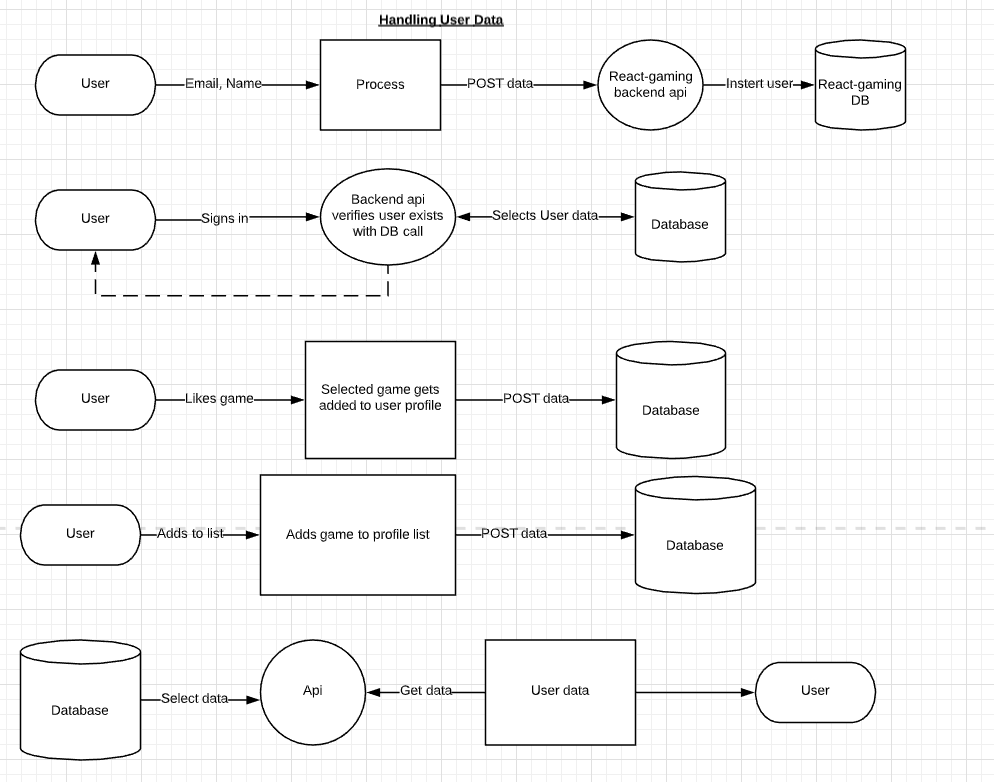 Handling User Data
User
Email, Name
Process
POST data
React-gaming
backend api
Instert user
React-gaming
DB
User
Signs in
Backend api
verifies user exists
with DB call
Selects User data
Database
User
Likes game
Selected game gets
added to user profile
POST data
Database
User
Adds to list
Adds game to profile list
POST data
Database
Database
Select data
Api
Get data
User data
User